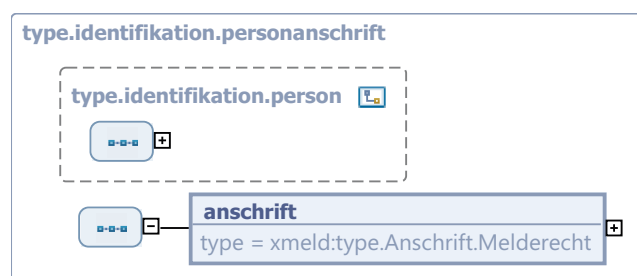 type.identifikation.personanschrift
type.identifikation.person
anschrift
type = xmeld:type.Anschrift.Melderecht